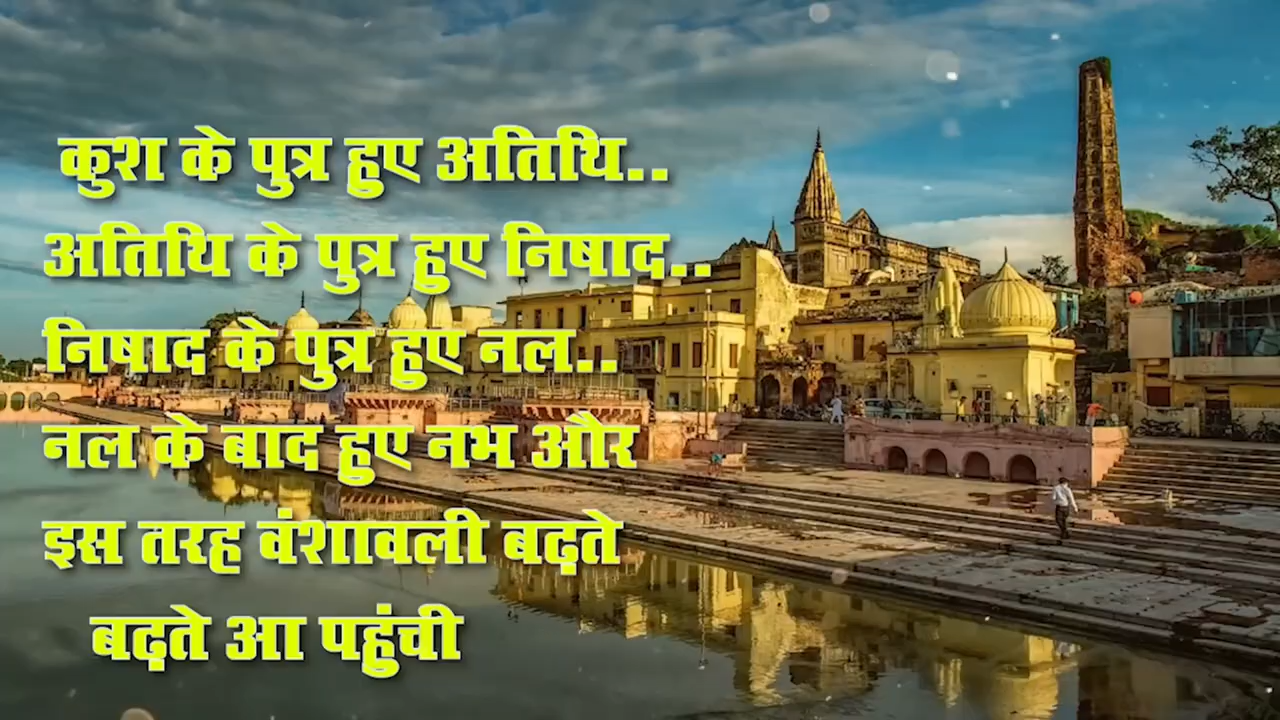 कुश के पुत्र हुए अतिथि..
अतिथि के पुत्र हुए निषाद..
निषाद के पुत्र हुए नल..
नल के बाद हुए नभ और
इस तरह वंशावली बढ़ते
बढ़ते आ पहुंची